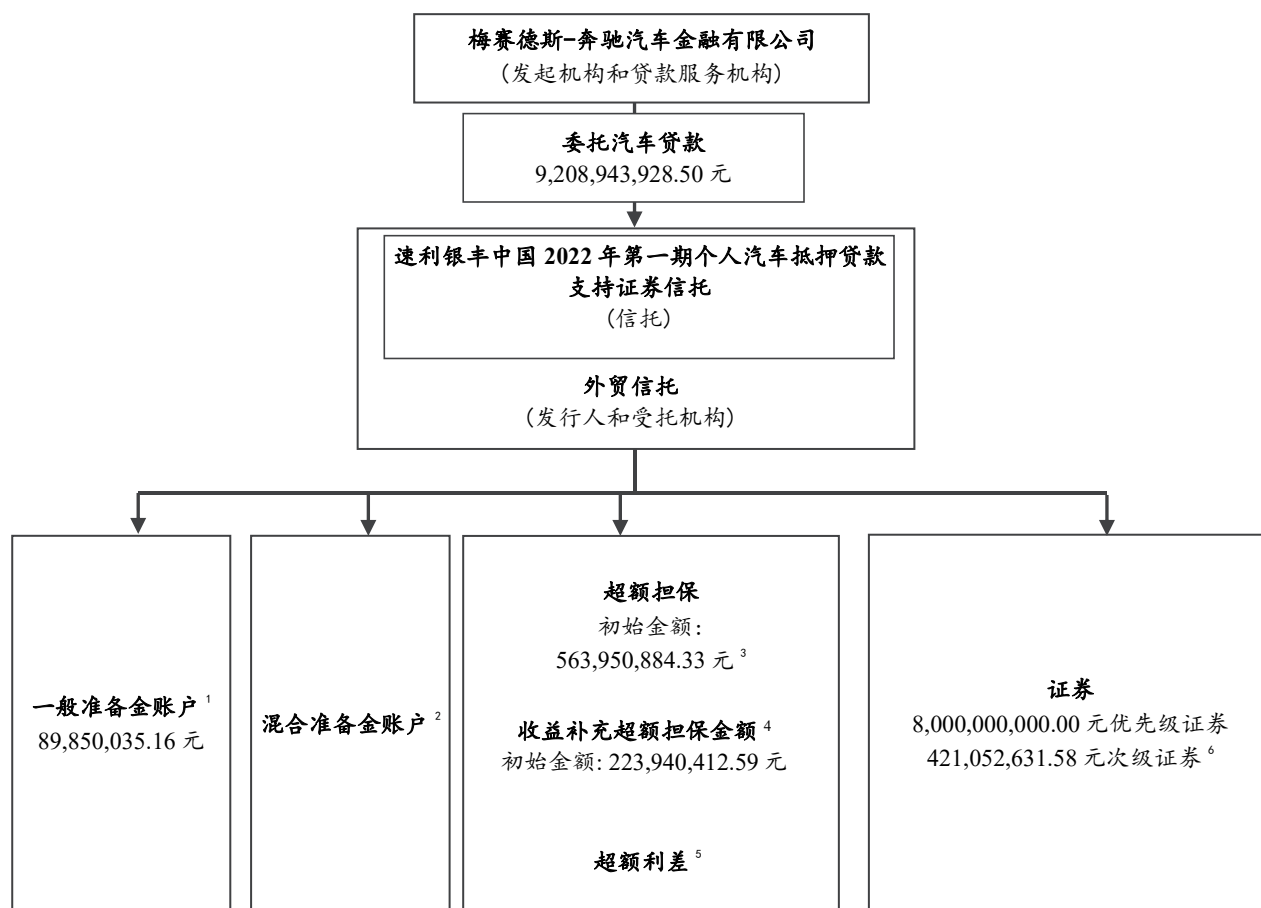 梅赛德斯-奔驰汽车金融有限公司
(发起机构和贷款服务机构)
委托汽车贷款
9,208,943,928.50 元
速利银丰中国 2022 年第一期个人汽车抵押贷款
支持证券信托
(信托)
外贸信托
(发行人和受托机构)
一般准备金账户 1
89,850,035.16 元
混合准备金账户 2
超额担保
初始金额:
563,950,884.33 元 3
收益补充超额担保金额 4
初始金额: 223,940,412.59 元
超额利差 5
证券
8,000,000,000.00 元优先级证券
421,052,631.58 元次级证券 6